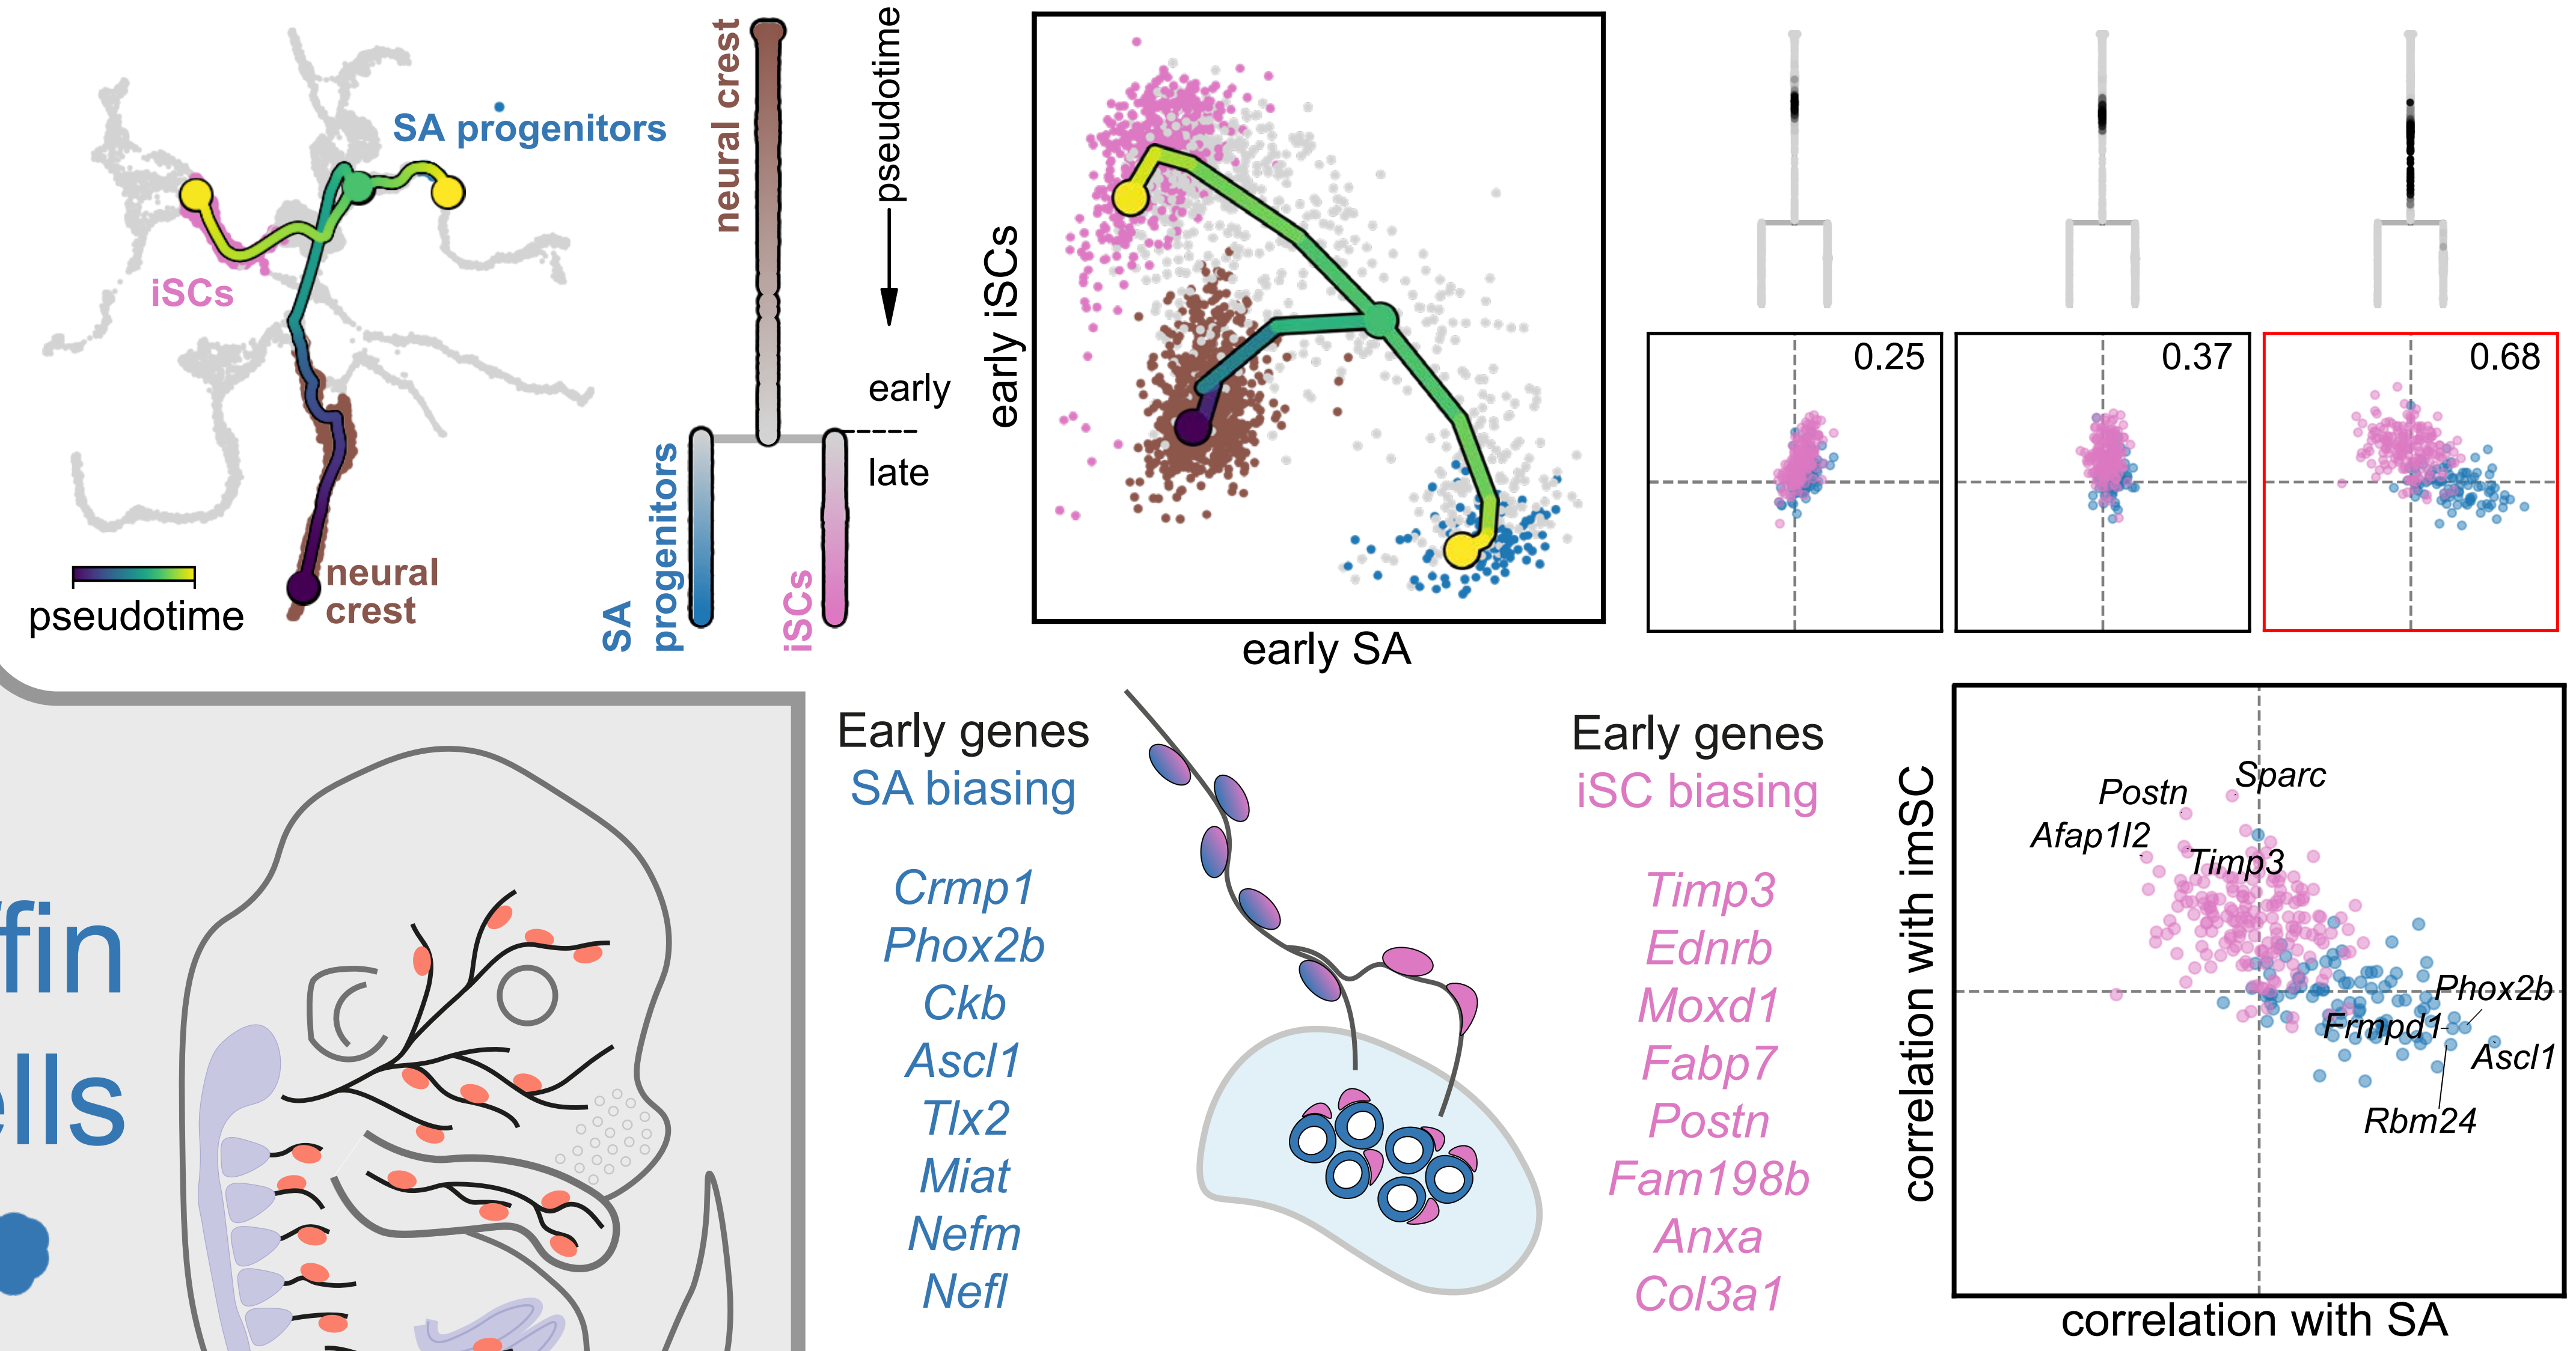 SA progenitors
iSCs
neural
crest
pseudotime
neural crest
pseudotime
early
late
SA
progenitors
iSCs
early iSCs
early SA
0.25
0.37
0.68
ffin
ells
Early genes
SA biasing
Crmp1
Phox2b
Ckb
Ascl1
Tlx2
Miat
Nefm
Nefl
Early genes
iSC biasing
Timp3
Ednrb
Moxd1
Fabp7
Postn
Fam198b
Anxa
Col3a1
correlation with imSC
Sparc
Postn
Afap1l2
Timp3
Phox2b
Frmpd1
Ascl1
Rbm24
correlation with SA